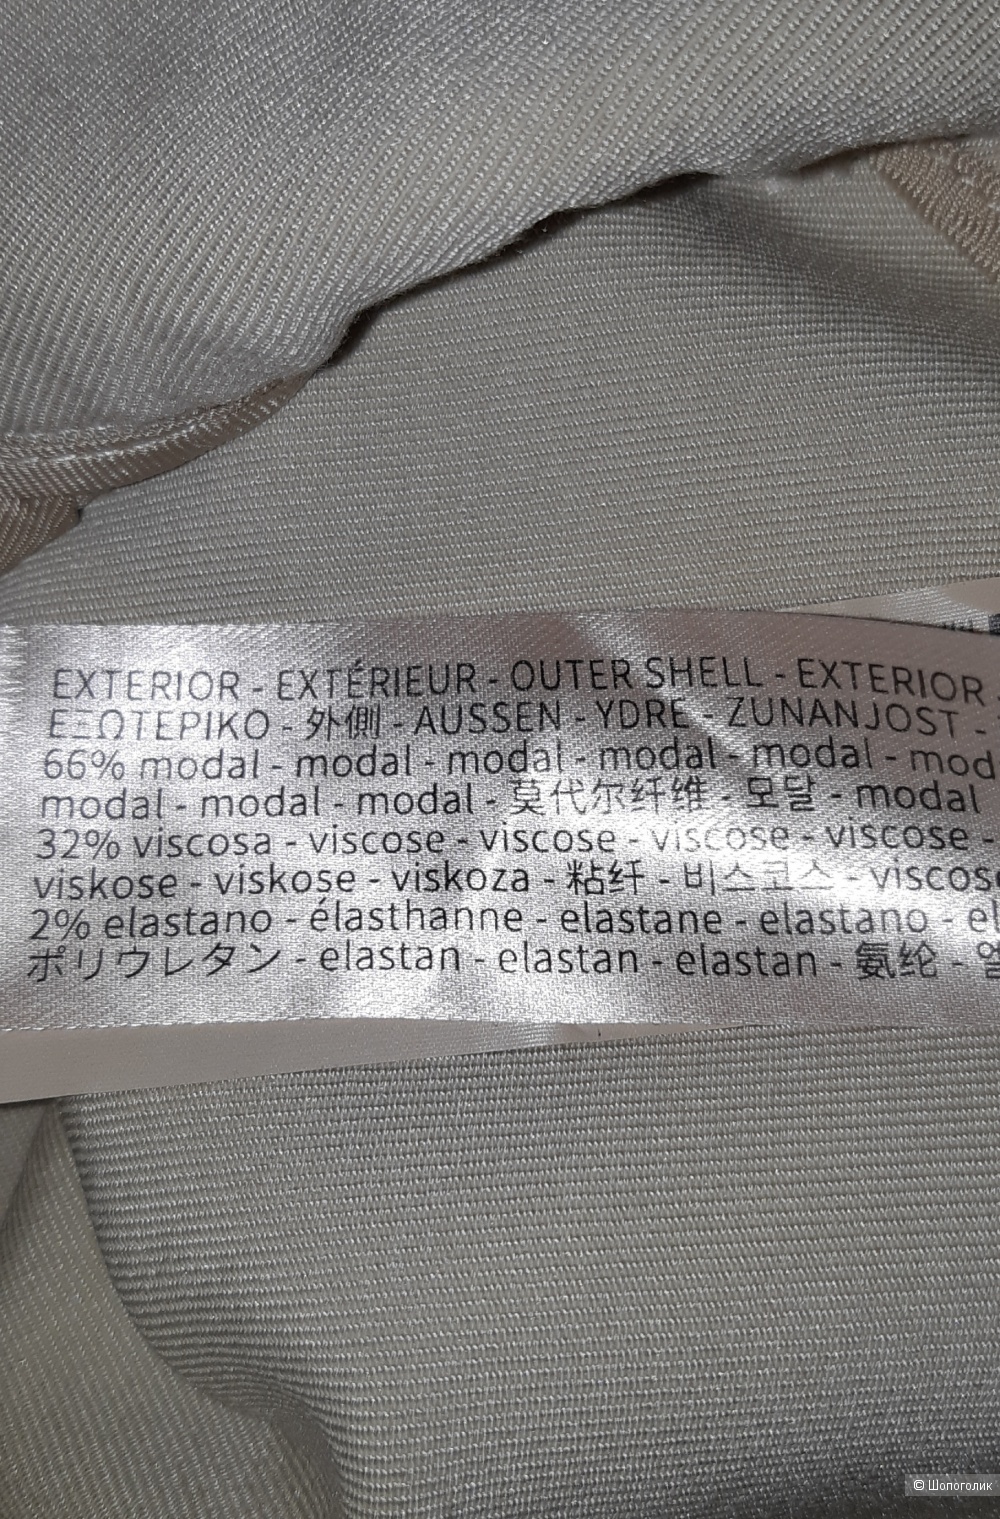 EXTERIOR - EXTÉRIEUR - OUTER SHELL - EXTERIOR -
ΕΞΩΤΕΡΙΚΟ - 外側 - AUSSEN - YDRE - ZUNANJOST -
66% modal - modal - modal - modal - modal - mod
modal - modal - modal - 莫代尔纤维 - 모달 - modal
32% viscosa - viscose - viscose - viscose - viscose -
viskose - viskose - viskoza - 粘纤 - 비스코스 - viscos
2% elastano - élasthanne - elastane - elastano - el
ポリウレタン - elastan - elastan - elastan - 氨纶 -
© Шопоголик